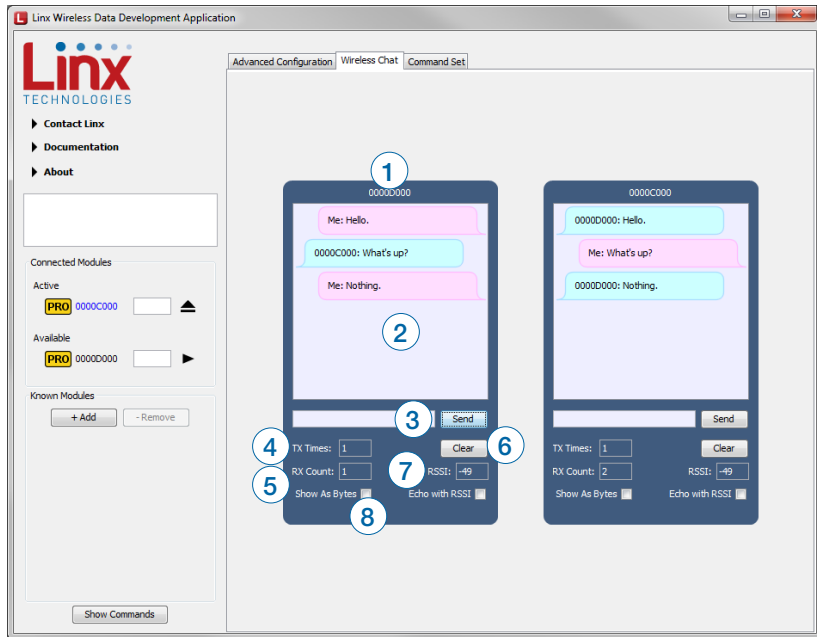 Linx Wireless Data Development Application
Linx
TECHNOLOGIES
Contact Linx
Documentation
About
Connected Modules
Active
PRO 0000C000
Available
PRO 0000D000
Known Modules
+ Add
- Remove
Show Commands
Advanced Configuration
Wireless Chat
Command Set
1
0000D000
Me: Hello.
0000C000: What's up?
Me: Nothing.
2
3
Send
4
TX Times: 1
Clear
6
5
RX Count: 1
7
RSSI: -49
Show As Bytes
Echo with RSSI
8
0000C000
0000D000: Hello.
Me: What's up?
0000D000: Nothing.
Send
TX Times: 1
Clear
RX Count: 2
RSSI: -49
Show As Bytes
Echo with RSSI